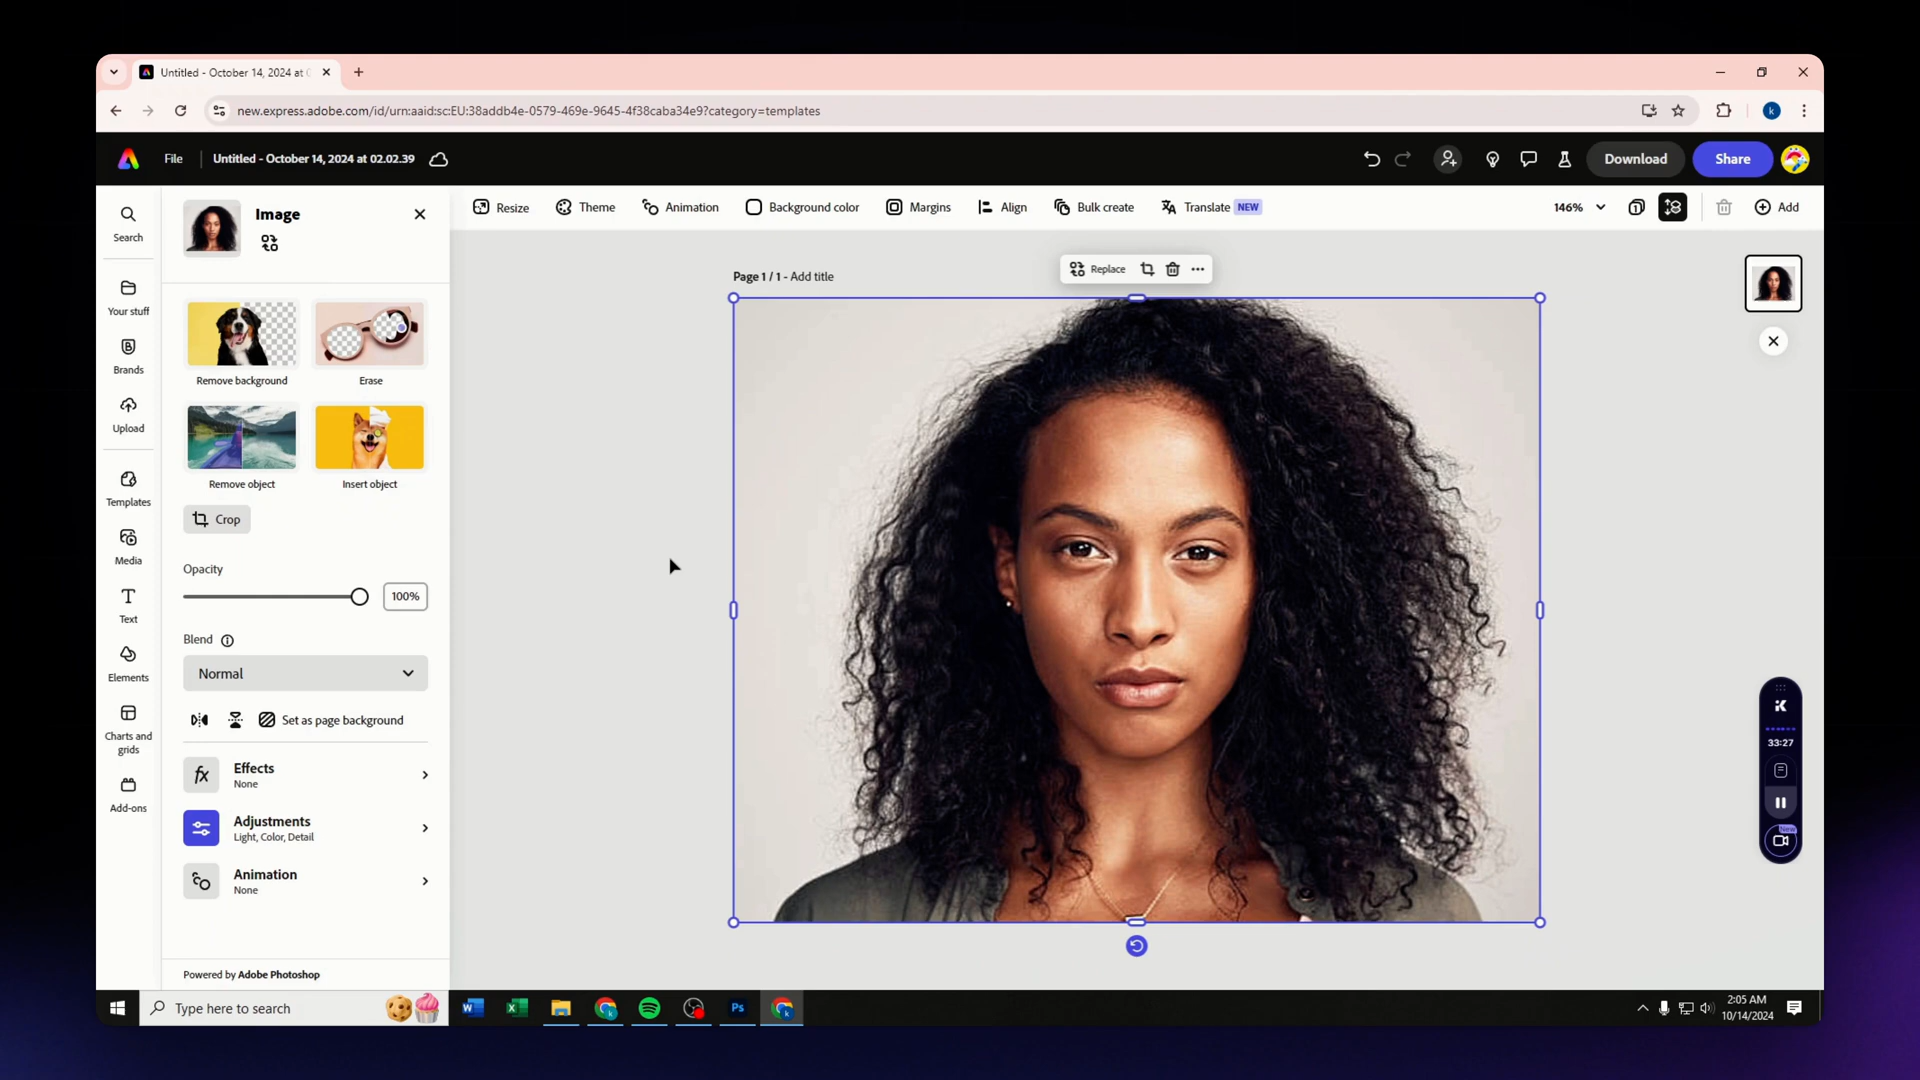 Untitled - October 14, 2024 at
new.express.adobe.com/id/urn:aaid:sc:EU:38addb4e-0579-469e-9645-4f38caba34e9?category=templates
k
File
Untitled - October 14, 2024 at 02.02.39
Download
Share
Search
Your stuff
B
Brands
Upload
Templates
Media
T
Text
Elements
Charts and
grids
Add-ons
Image
Remove background
Erase
Remove object
Insert object
Crop
Opacity
100%
Blend
Normal
Set as page background
fx
Effects
None
Adjustments
Light, Color, Detail
Animation
None
Powered by Adobe Photoshop
Resize
Theme
Animation
Background color
Margins
Align
Bulk create
Translate NEW
146%
1
Add
Page 1 / 1 - Add title
Replace
K
33:27
New
Type here to search
W
X
Ps
2:05 AM
10/14/2024